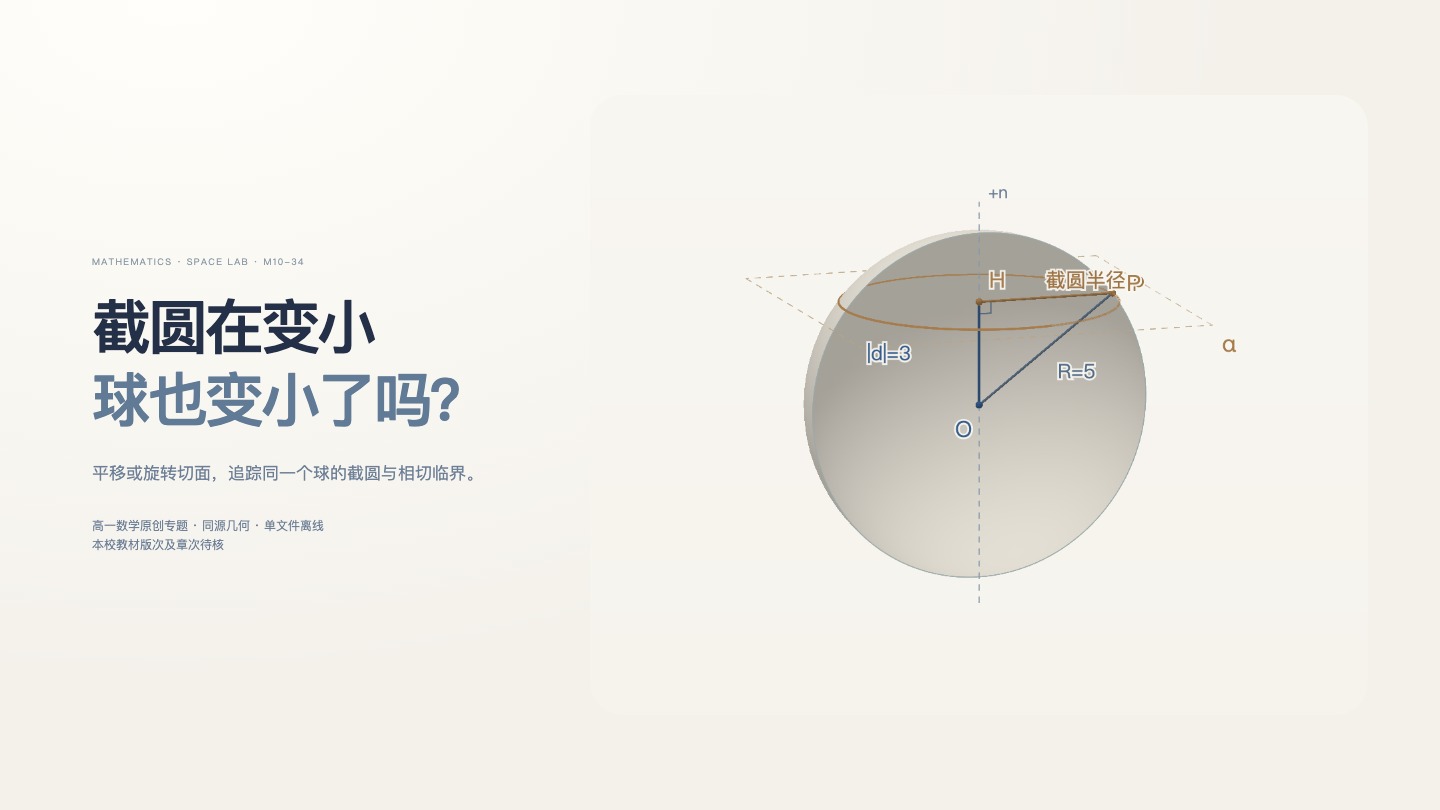 MATHEMATICS · SPACE LAB · M10–34
截圆在变小
球也变小了吗?
平移或旋转切面，追踪同一个球的截圆与相切临界。
高一数学原创专题 · 同源几何 · 单文件离线
本校教材版次及章次待核
+n
H
截圆半径
P
α
|d|=3
R=5
O